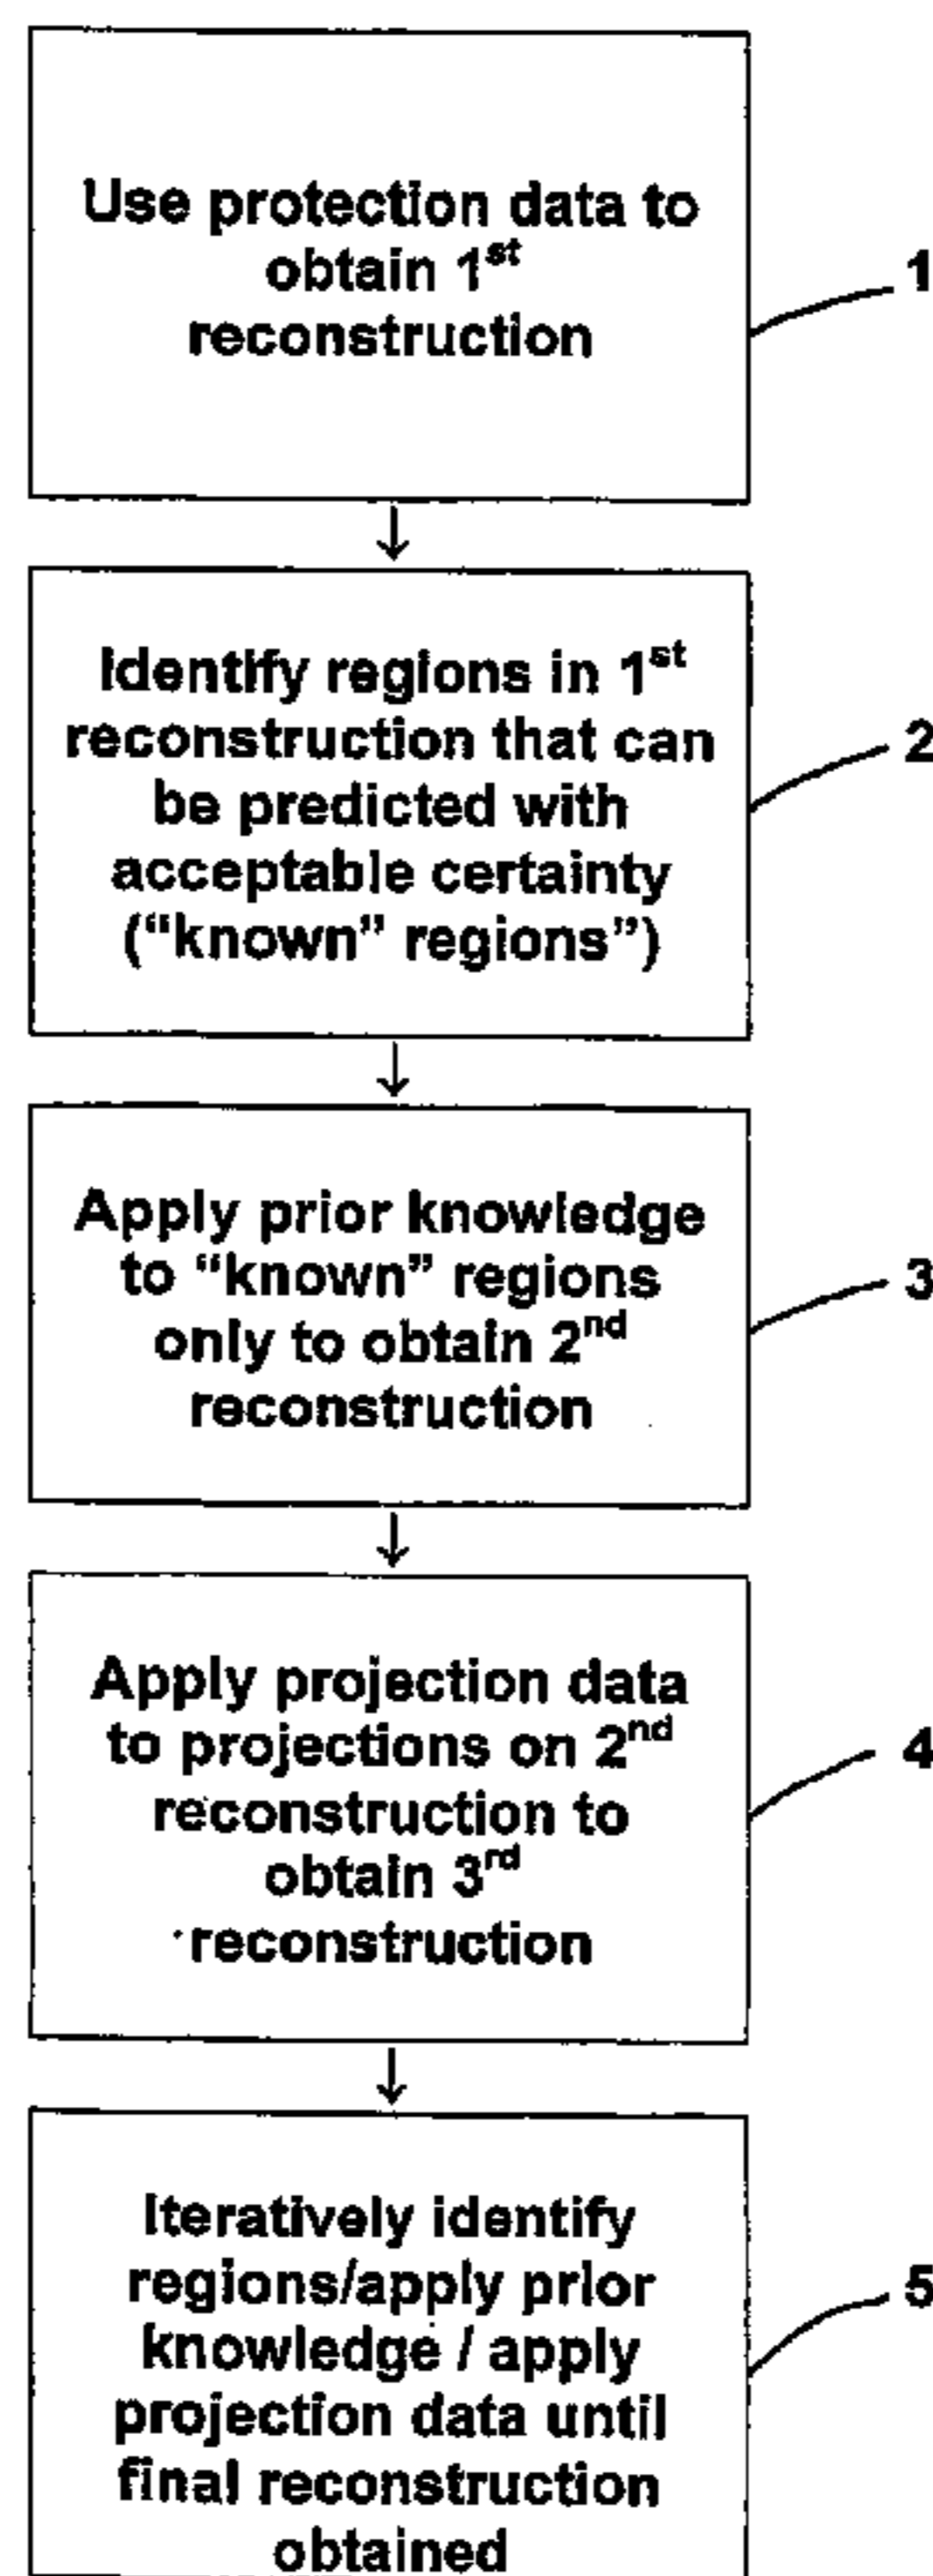 Use protection data to
obtain 1st
reconstruction
1
Identify regions in 1st
reconstruction that can
be predicted with
acceptable certainty
(“known” regions”)
2
Apply prior knowledge
to “known” regions
only to obtain 2nd
reconstruction
3
Apply projection data
to projections on 2nd
reconstruction to
obtain 3rd
reconstruction
4
Iteratively identify
regions/apply prior
knowledge / apply
projection data until
final reconstruction
obtained
5